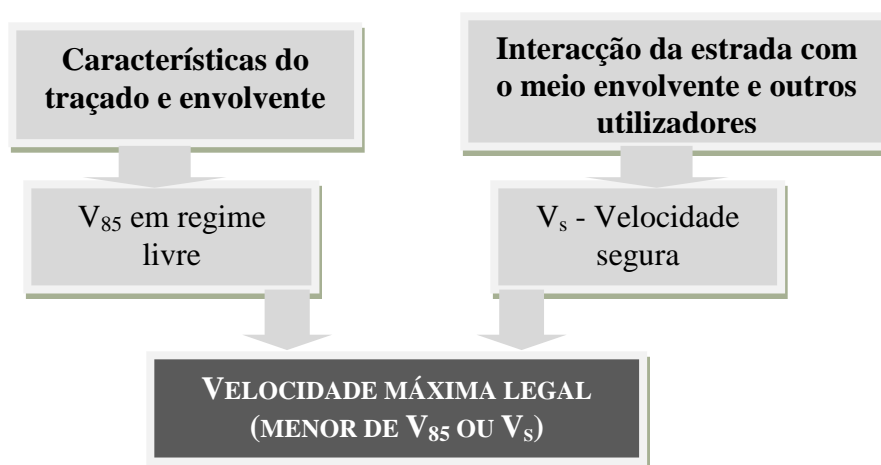 Características do
traçado e envolvente
Interacção da estrada com
o meio envolvente e outros
utilizadores
V₈₅ em regime
livre
Vₛ - Velocidade
segura
VELOCIDADE MÁXIMA LEGAL
(MENOR DE V₈₅ OU Vₛ)